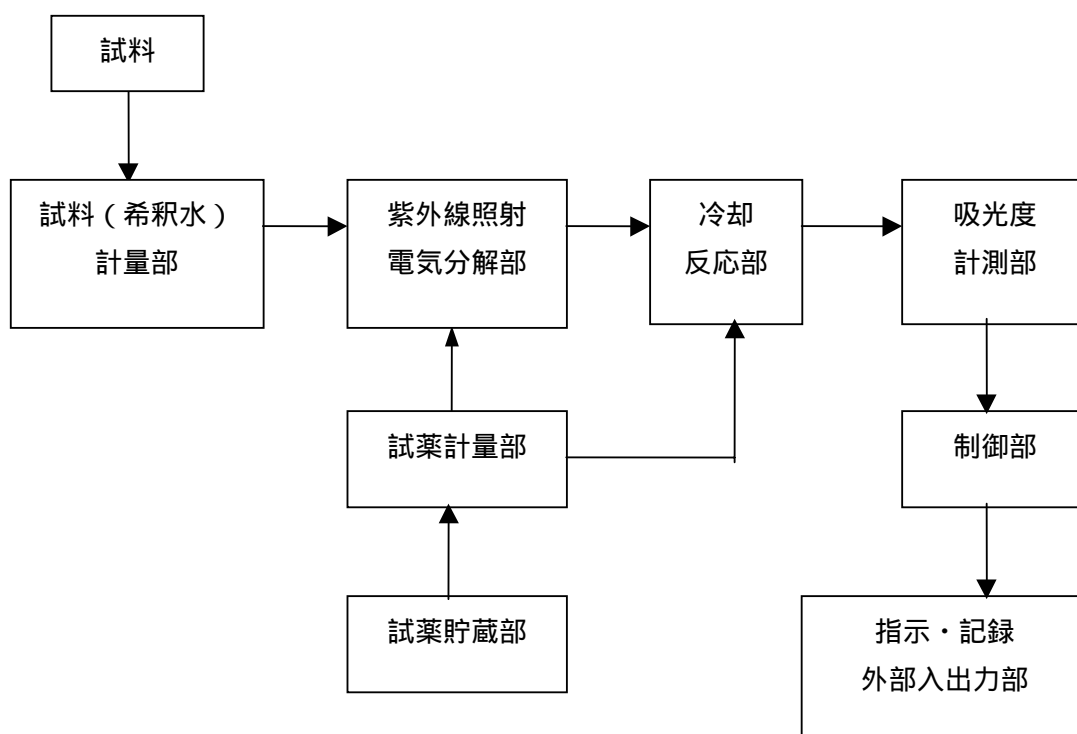 試料
試料（希釈水）
計量部
紫外線照射
電気分解部
冷却
反応部
吸光度
計測部
試薬計量部
制御部
試薬貯蔵部
指示・記録
外部入出力部